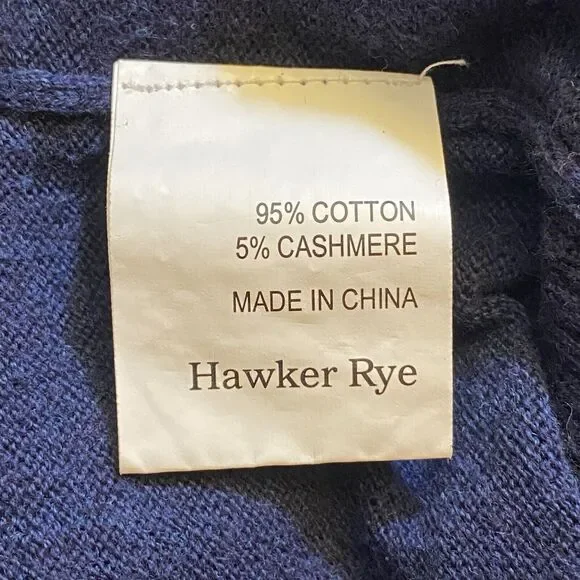 95% COTTON
5% CASHMERE
MADE IN CHINA
Hawker Rye